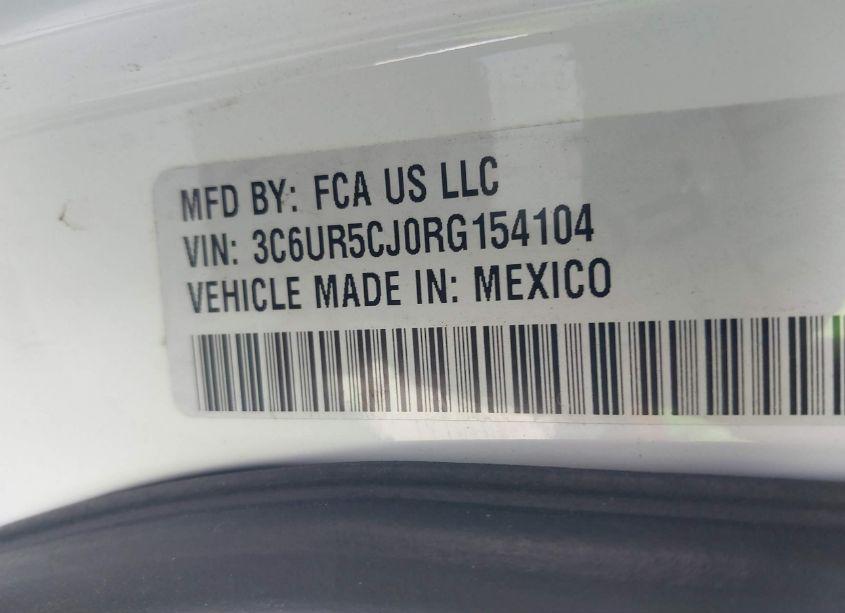 MFD BY: FCA US LLC
VIN: 3C6UR5CJ0RG154104
VEHICLE MADE IN: MEXICO